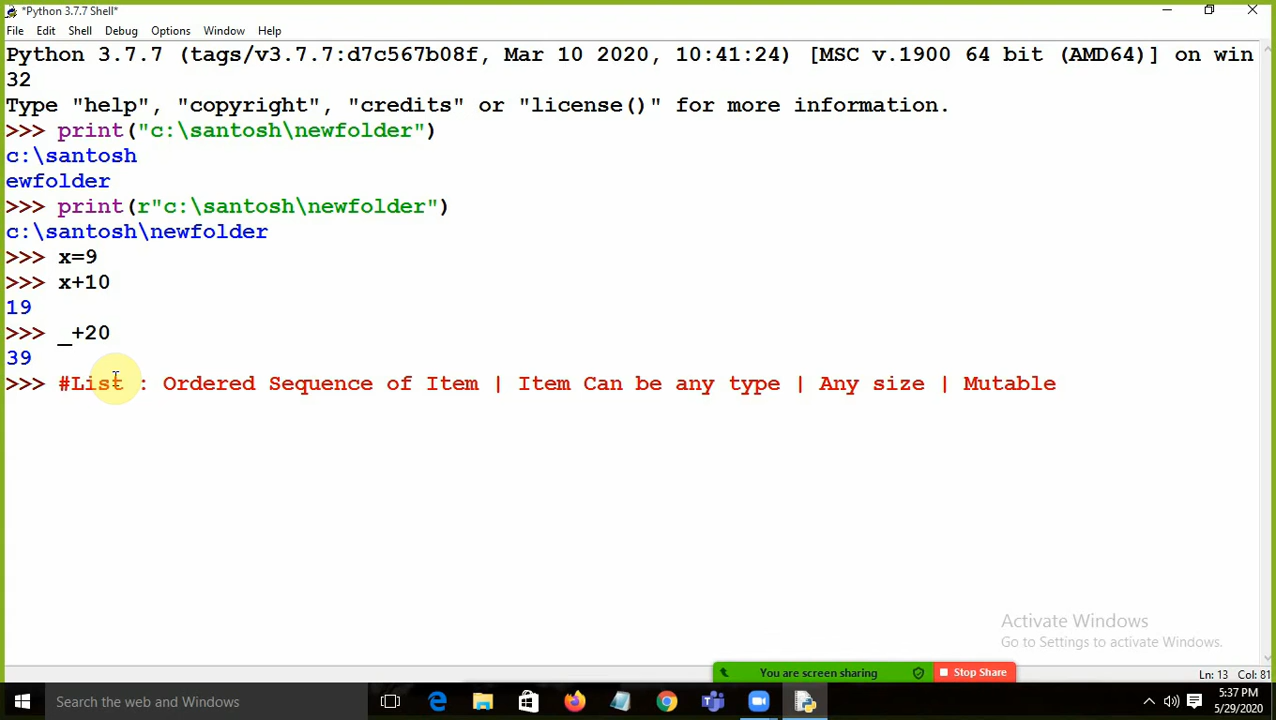 *Python 3.7.7 Shell*
File Edit Shell Debug Options Window Help
Python 3.7.7 (tags/v3.7.7:d7c567b08f, Mar 10 2020, 10:41:24) [MSC v.1900 64 bit (AMD64)] on win
32
Type "help", "copyright", "credits" or "license()" for more information.
>>> print("c:\santosh\newfolder")
c:\santosh
ewfolder
>>> print(r"c:\santosh\newfolder")
c:\santosh\newfolder
>>> x=9
>>> x+10
19
>>> _+20
39
>>> #List : Ordered Sequence of Item | Item Can be any type | Any size | Mutable
Activate Windows
Go to Settings to activate Windows.
You are screen sharing Stop Share
Ln: 13 Col: 81
Search the web and Windows
5:37 PM
5/29/2020